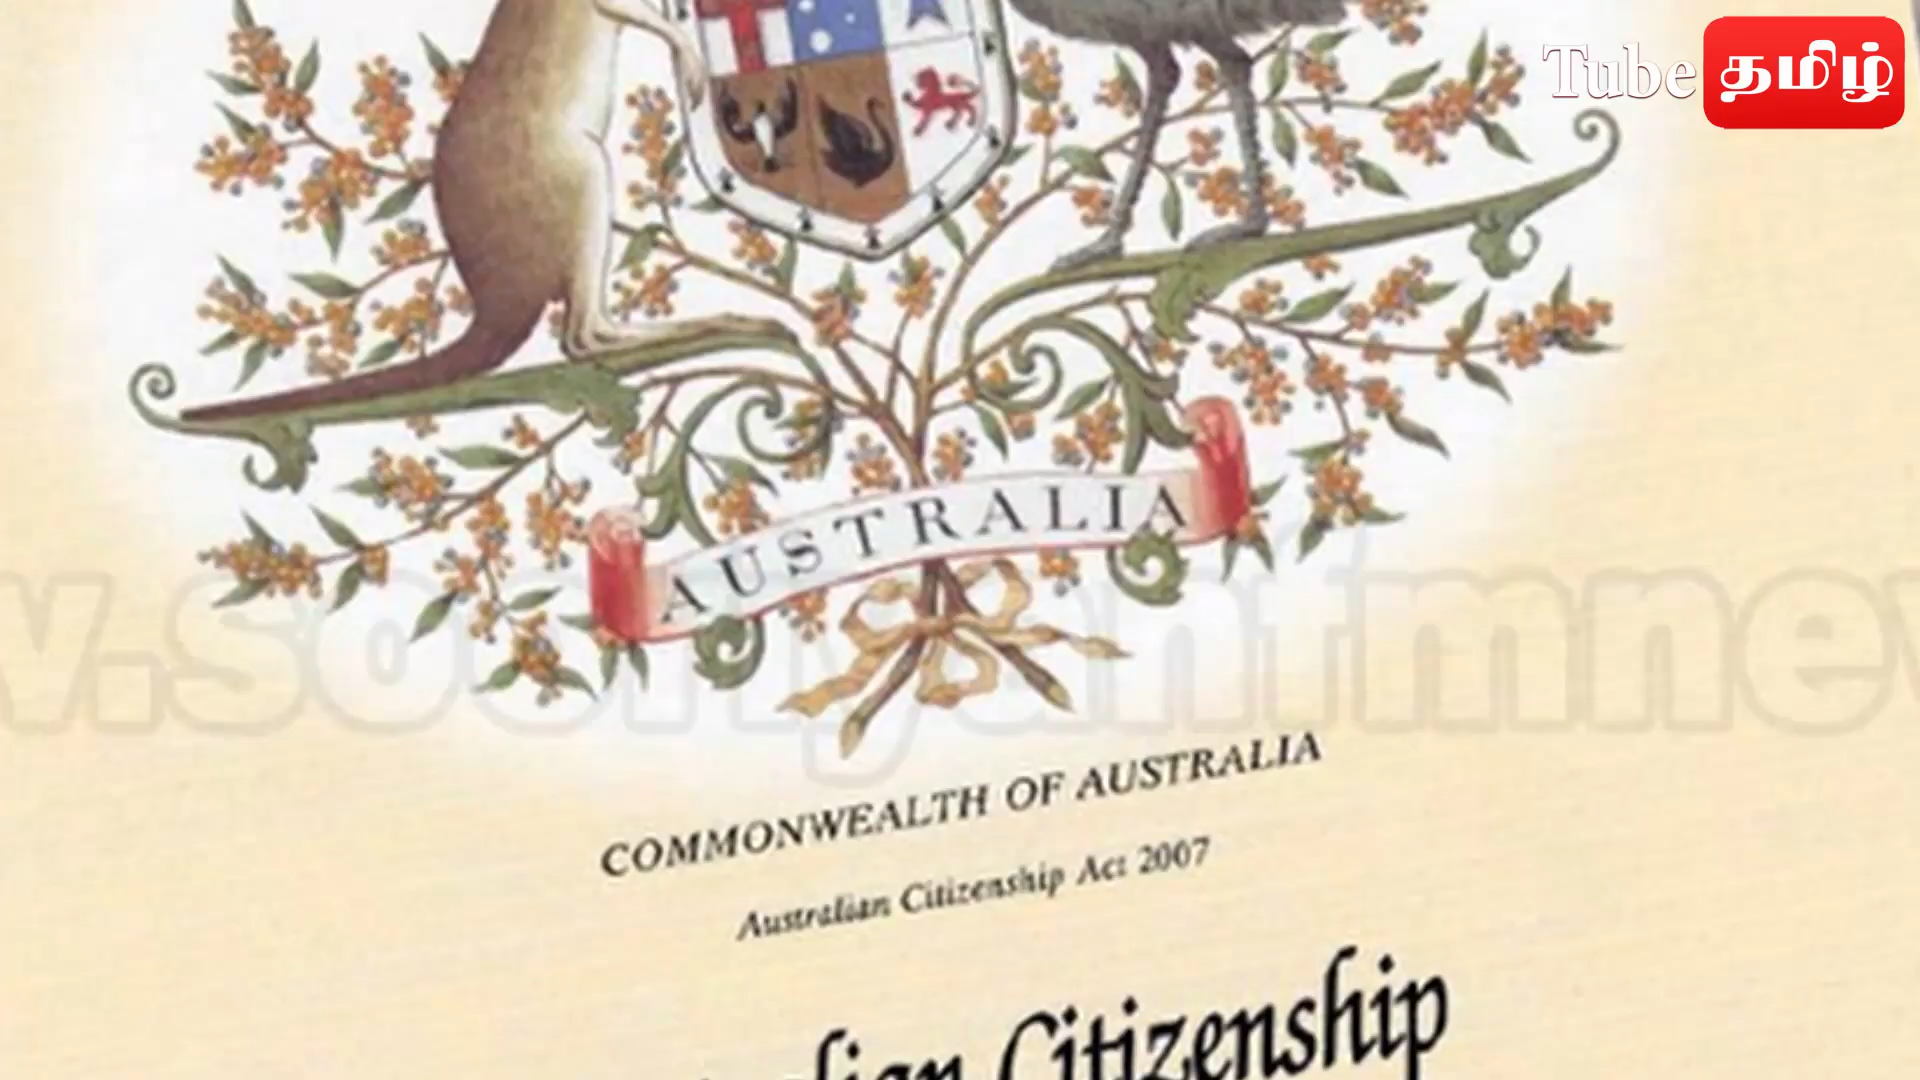 Tube தமிழ்
AUSTRALIA
COMMONWEALTH OF AUSTRALIA
Australian Citizenship Act 2007
Citizenship